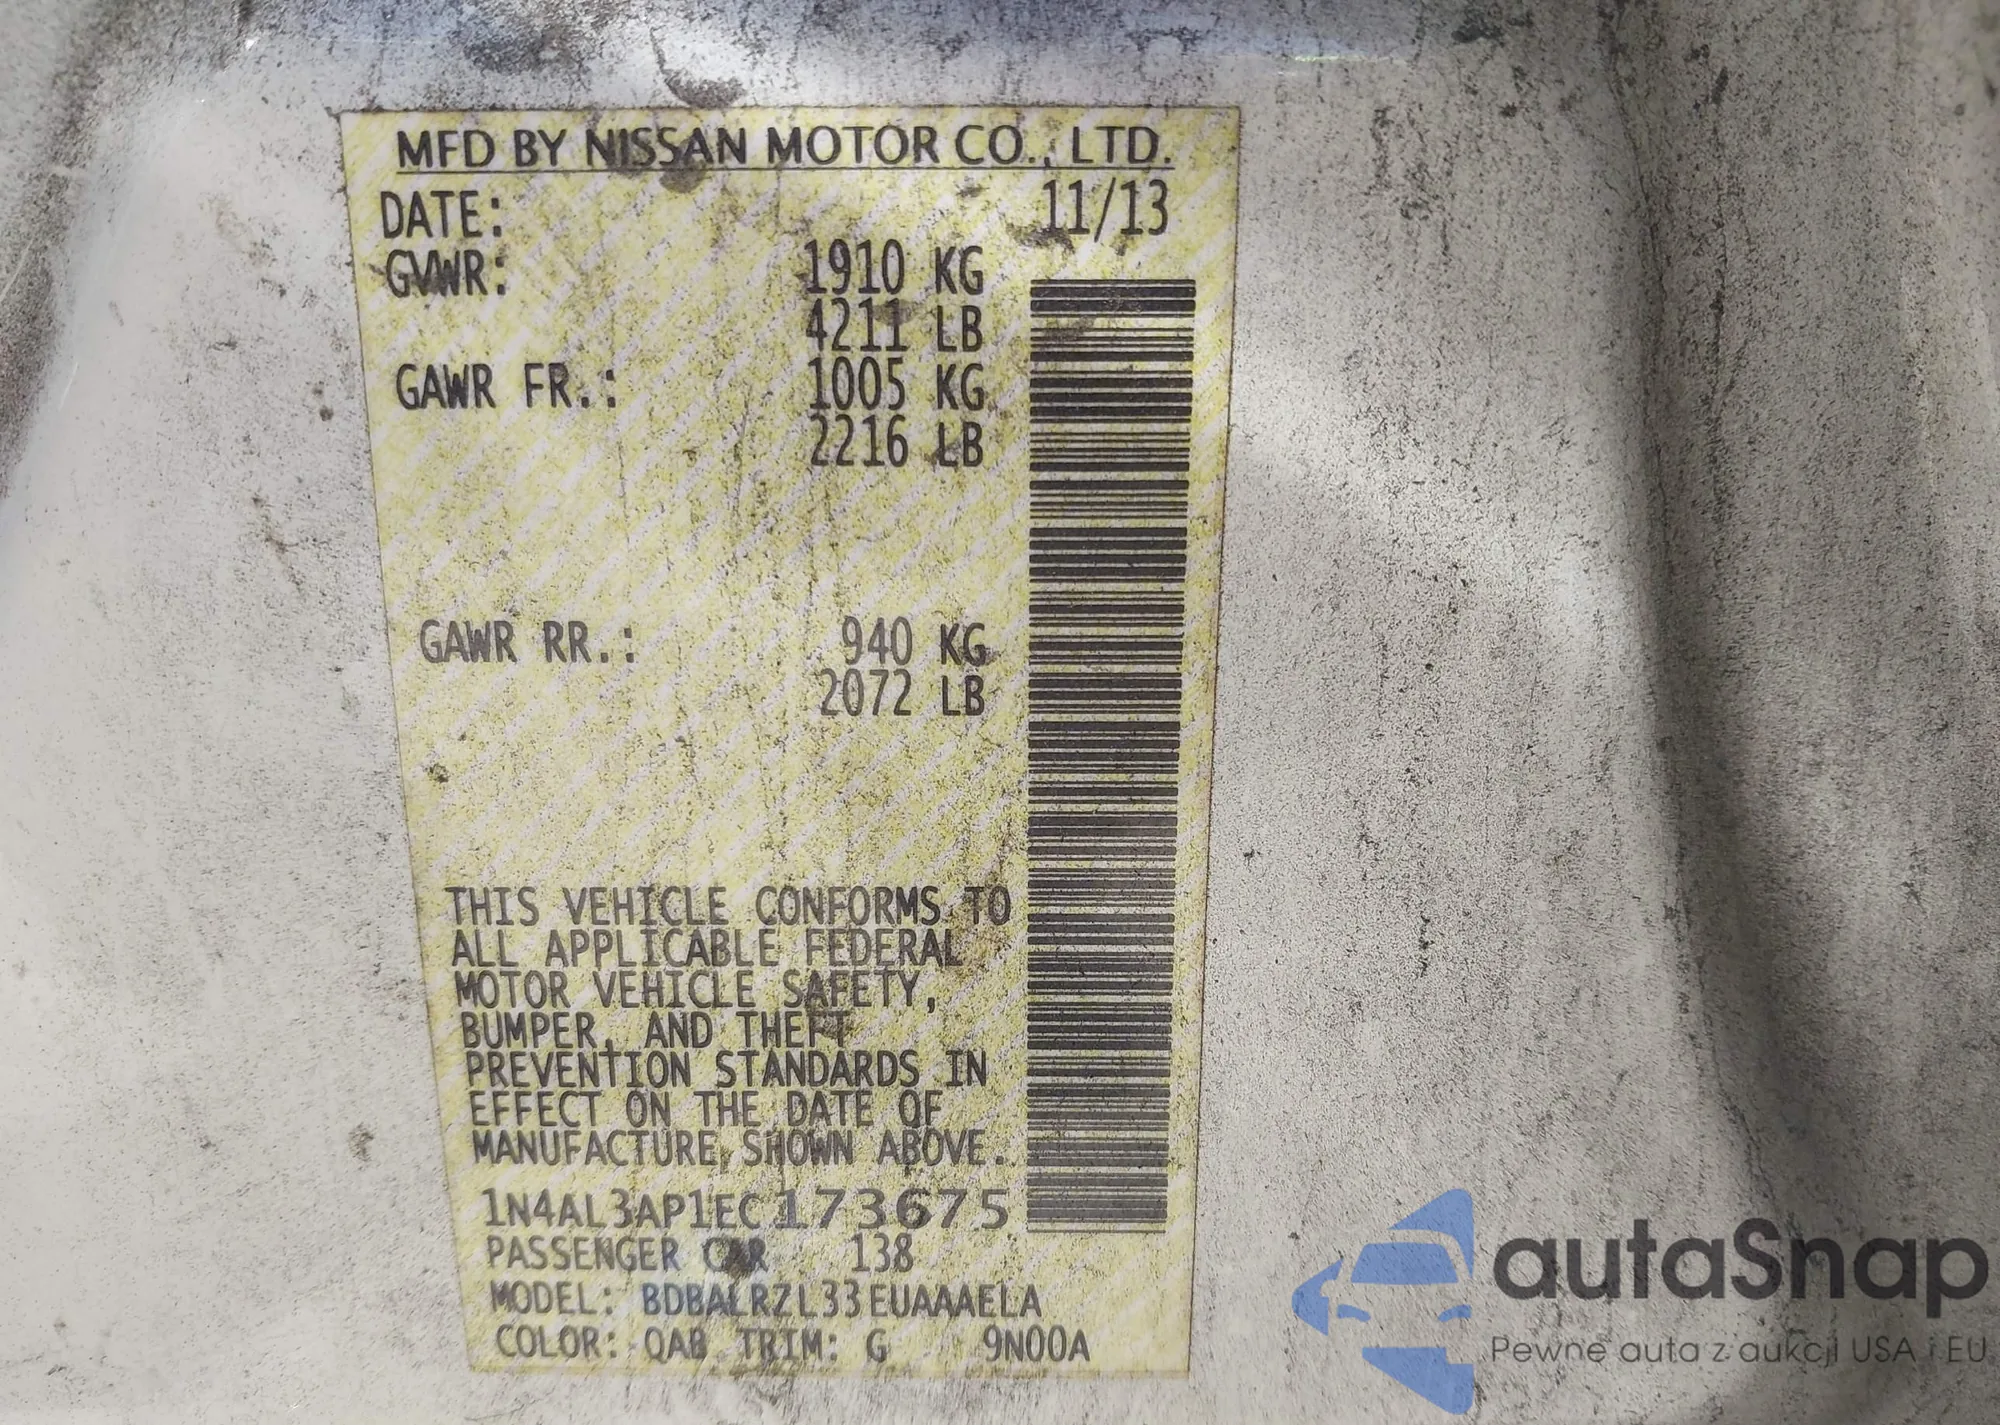 MFD BY NISSAN MOTOR CO., LTD.
DATE: 11/13
GVWR: 1910 KG
4211 LB
GAWR FR.: 1005 KG
2216 LB
GAWR RR.: 940 KG
2072 LB
THIS VEHICLE CONFORMS TO
ALL APPLICABLE FEDERAL
MOTOR VEHICLE SAFETY,
BUMPER, AND THEFT
PREVENTION STANDARDS IN
EFFECT ON THE DATE OF
MANUFACTURE SHOWN ABOVE.
1N4AL3AP1EC173675
PASSENGER CAR 138
MODEL: BDBALRZL33EUAAAELA
COLOR: QAB TRIM: G 9N00A
autaSnap
Pewne auta z aukcji USA i EU